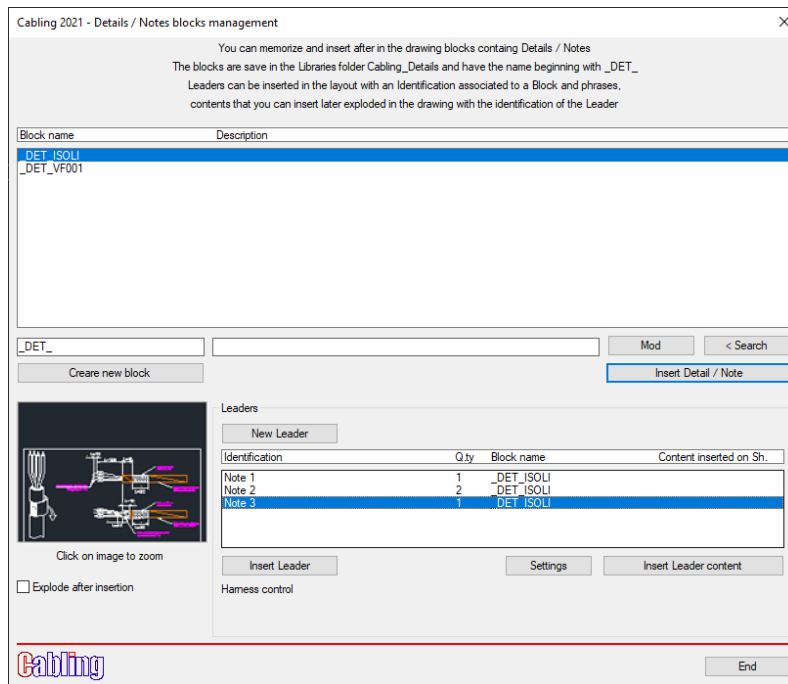 Cabling 2021 - Details / Notes blocks management
You can memorize and insert after in the drawing blocks containg Details / Notes
The blocks are save in the Libraries folder Cabling_Details and have the name beginning with _DET_
Leaders can be inserted in the layout with an Identification associated to a Block and phrases,
contents that you can insert later exploded in the drawing with the identification of the Leader
Block name Description
_DET_ISOLI
_DET_VF001
_DET_ Mod < Search
Creare new block Insert Detail / Note
Leaders
New Leader
Identification Q.ty Block name Content inserted on Sh.
Note 1 1 _DET_ISOLI
Note 2 2 _DET_ISOLI
Note 3 1 _DET_ISOLI
Click on image to zoom
Insert Leader Settings Insert Leader content
Explode after insertion
Harness control
Cabling
End